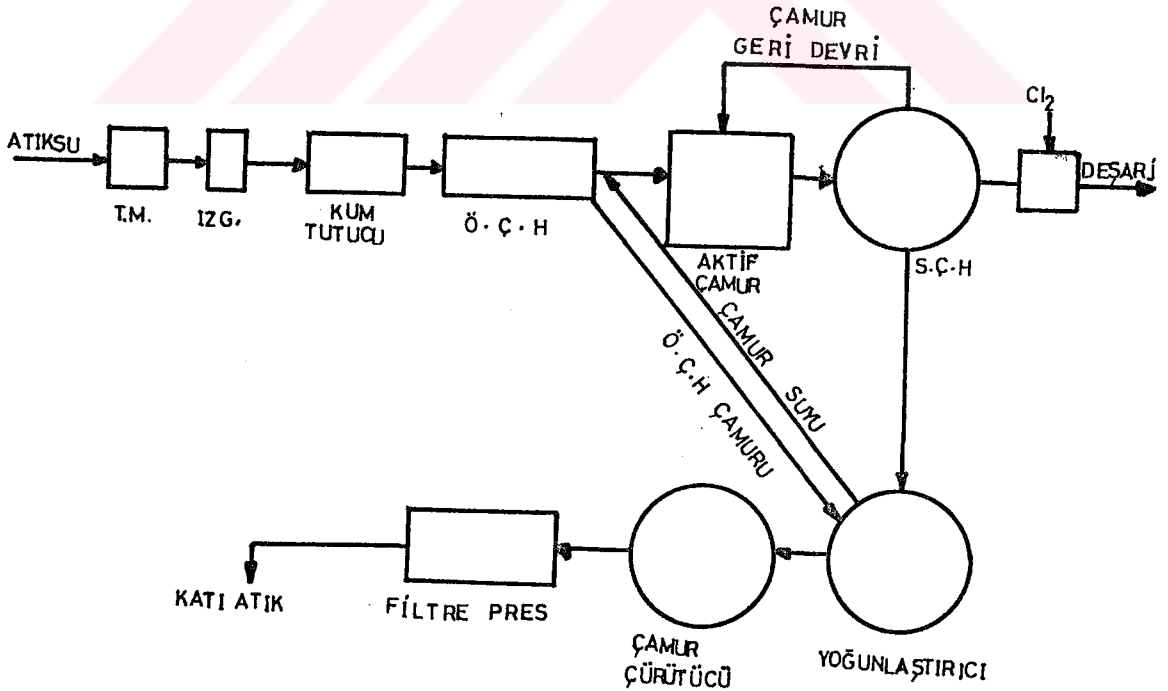 ÇAMUR
GERİ DEVRİ
Cl2
ATIKSU
DEŞARJ
T.M.
IZG.
KUM
TUTUCU
Ö.Ç.H
AKTİF
ÇAMUR
S.Ç.H
ÇAMUR SUYU
Ö.Ç.H ÇAMURU
KATI ATIK
FİLTRE PRES
ÇAMUR
ÇÜRÜTÜCÜ
YOĞUNLAŞTIRICI